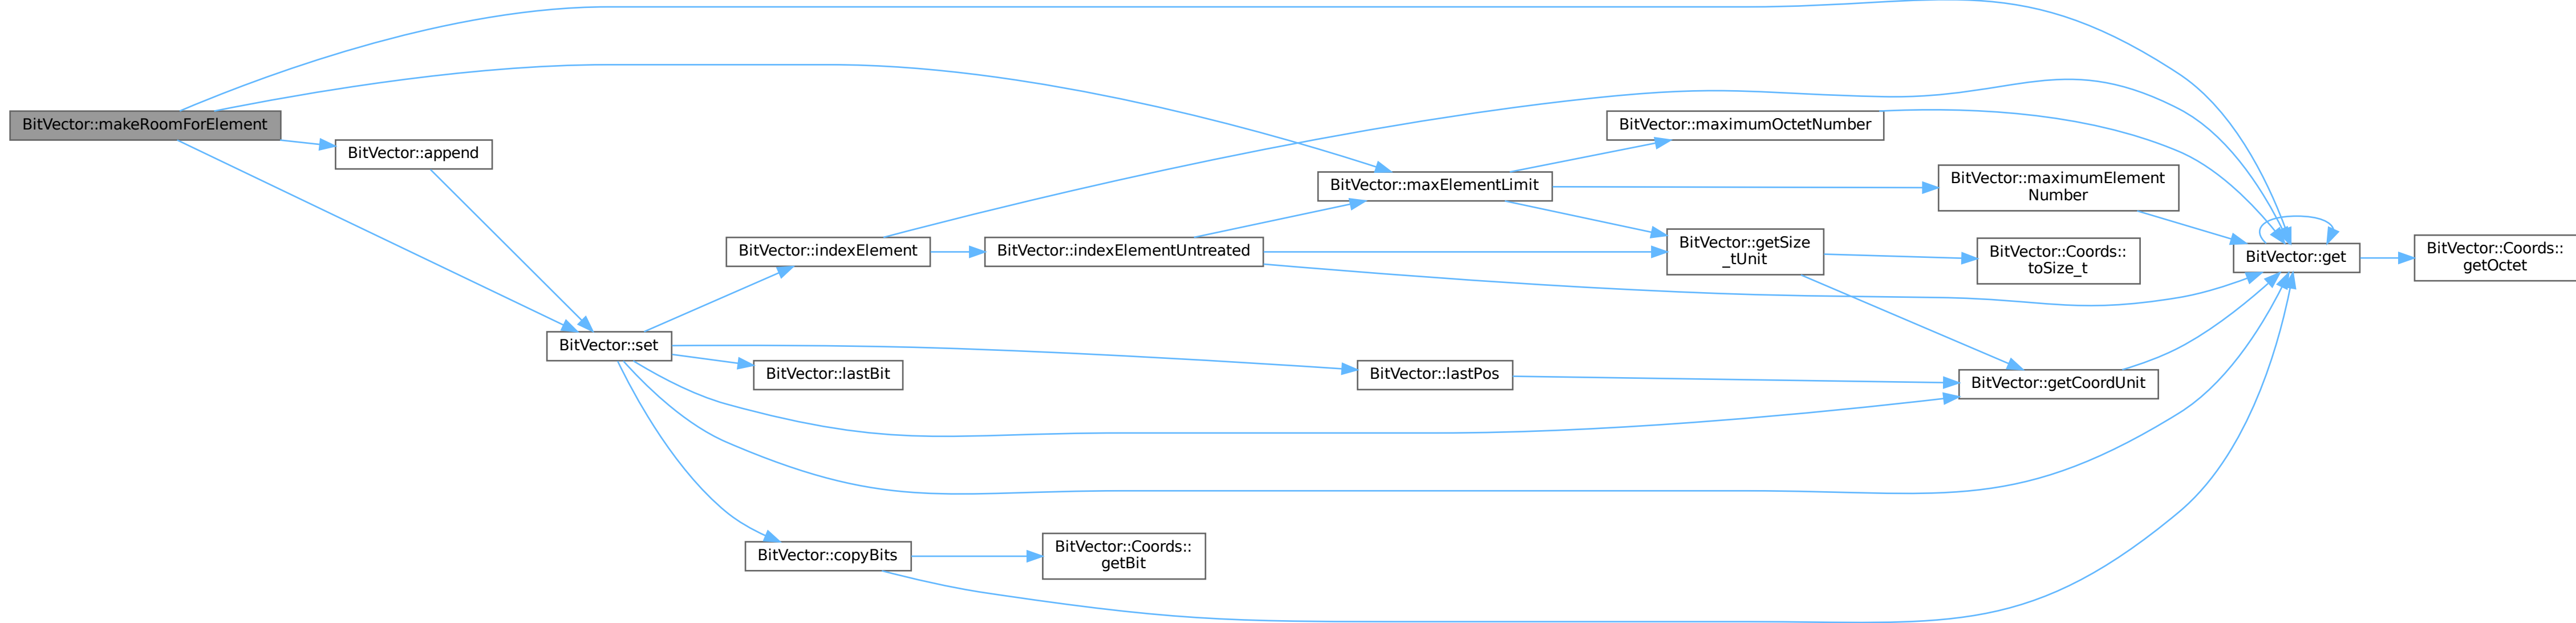 BitVector::makeRoomForElement
BitVector::append
BitVector::set
BitVector::indexElement
BitVector::lastBit
BitVector::copyBits
BitVector::indexElementUntreated
BitVector::Coords::
getBit
BitVector::maxElementLimit
BitVector::lastPos
BitVector::maximumOctetNumber
BitVector::getSize
_tUnit
BitVector::maximumElement
Number
BitVector::Coords::
toSize_t
BitVector::getCoordUnit
BitVector::get
BitVector::Coords::
getOctet